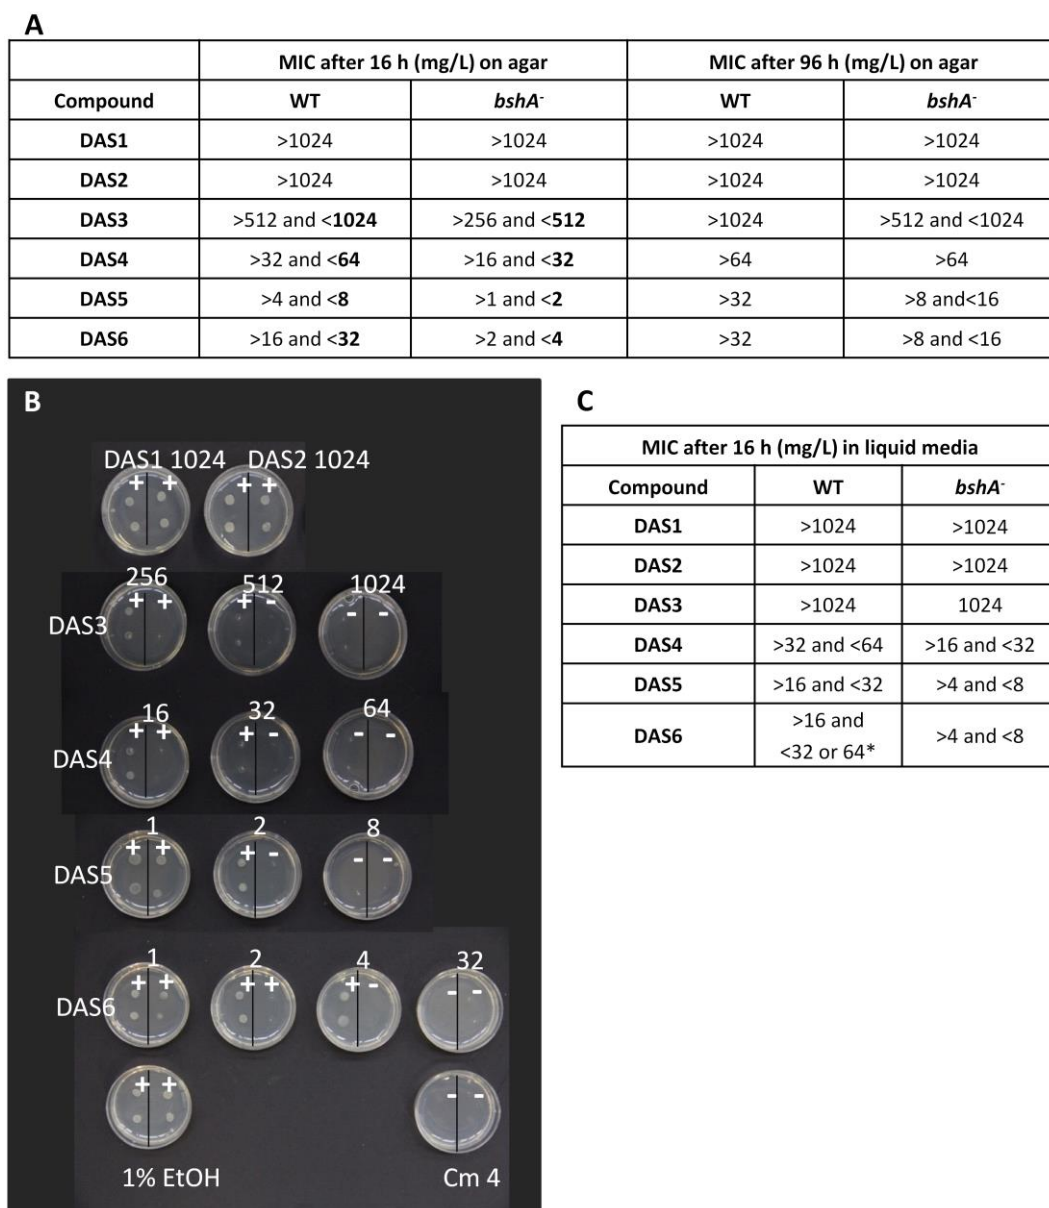 A
MIC after 16 h (mg/L) on agar MIC after 96 h (mg/L) on agar
Compound WT bshA- WT bshA-
DAS1 >1024 >1024 >1024 >1024
DAS2 >1024 >1024 >1024 >1024
DAS3 >512 and <1024 >256 and <512 >1024 >512 and <1024
DAS4 >32 and <64 >16 and <32 >64 >64
DAS5 >4 and <8 >1 and <2 >32 >8 and<16
DAS6 >16 and <32 >2 and <4 >32 >8 and <16
B
DAS1 1024 DAS2 1024
+ + + +
256 512 1024
+ + + - - -
DAS3
16 32 64
+ + + - - -
DAS4
1 2 8
+ + + - - -
DAS5
1 2 4 32
+ + + + + - - -
DAS6
+ + - -
1% EtOH Cm 4
C
MIC after 16 h (mg/L) in liquid media
Compound WT bshA-
DAS1 >1024 >1024
DAS2 >1024 >1024
DAS3 >1024 1024
DAS4 >32 and <64 >16 and <32
DAS5 >16 and <32 >4 and <8
DAS6 >16 and
<32 or 64* >4 and <8